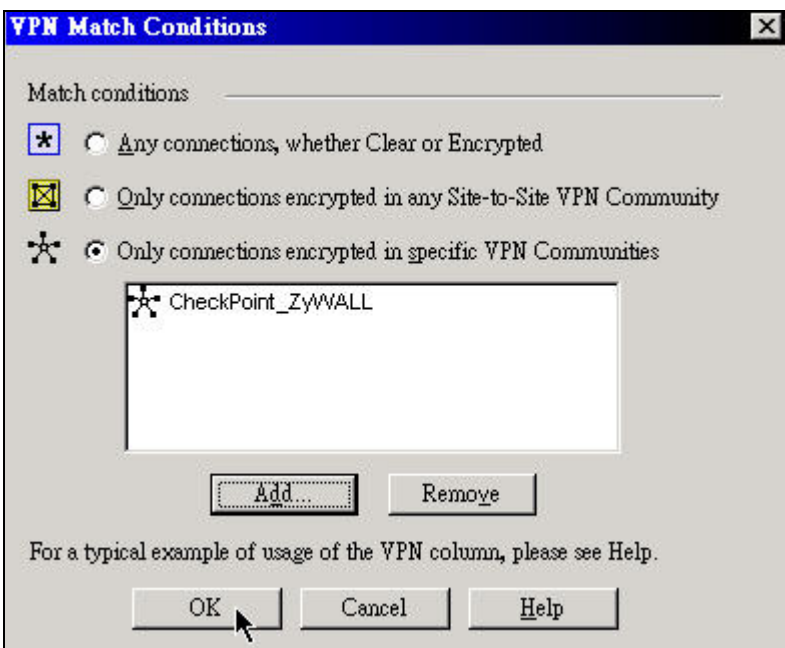 VPN Match Conditions
Match conditions
Any connections, whether Clear or Encrypted
Only connections encrypted in any Site-to-Site VPN Community
Only connections encrypted in specific VPN Communities
CheckPoint_ZyWALL
Add... Remove
For a typical example of usage of the VPN column, please see Help.
OK Cancel Help